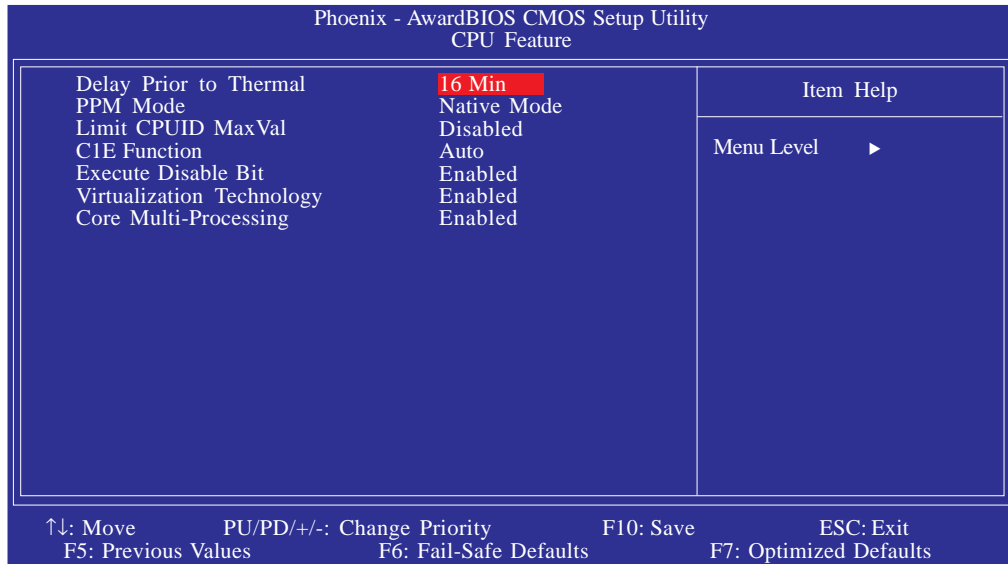 Phoenix - AwardBIOS CMOS Setup Utility
CPU Feature
Delay Prior to Thermal 16 Min
PPM Mode Native Mode
Limit CPUID MaxVal Disabled
C1E Function Auto
Execute Disable Bit Enabled
Virtualization Technology Enabled
Core Multi-Processing Enabled
Item Help
Menu Level ▶
↑↓: Move PU/PD/+/-: Change Priority F10: Save ESC: Exit
F5: Previous Values F6: Fail-Safe Defaults F7: Optimized Defaults